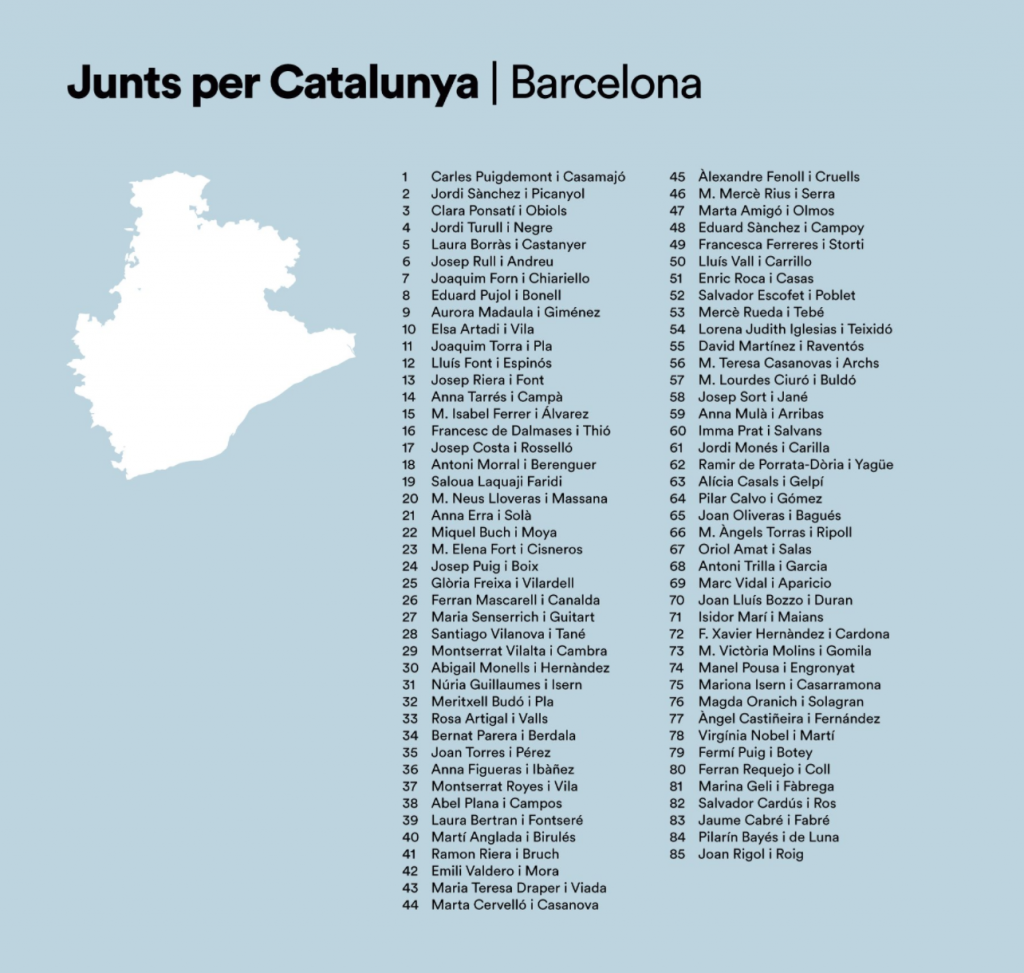 Junts per Catalunya | Barcelona
1 Carles Puigdemont i Casamajó
2 Jordi Sànchez i Picanyol
3 Clara Ponsatí i Obiols
4 Jordi Turull i Negre
5 Laura Borràs i Castanyer
6 Josep Rull i Andreu
7 Joaquim Forn i Chiariello
8 Eduard Pujol i Bonell
9 Aurora Madaula i Giménez
10 Elsa Artadi i Vila
11 Joaquim Torra i Pla
12 Lluís Font i Espinós
13 Josep Riera i Font
14 Anna Tarrés i Campà
15 M. Isabel Ferrer i Álvarez
16 Francesc de Dalmases i Thió
17 Josep Costa i Rosselló
18 Antoni Morral i Berenguer
19 Saloua Laquaji Faridi
20 M. Neus Lloveras i Massana
21 Anna Erra i Solà
22 Miquel Buch i Moya
23 M. Elena Fort i Cisneros
24 Josep Puig i Boix
25 Glòria Freixa i Vilardell
26 Ferran Mascarell i Canalda
27 Maria Senserrich i Guitart
28 Santiago Vilanova i Tané
29 Montserrat Vilalta i Cambra
30 Abigail Monells i Hernàndez
31 Núria Guillaumes i Isern
32 Meritxell Budó i Pla
33 Rosa Artigal i Valls
34 Bernat Parera i Berdala
35 Joan Torres i Pérez
36 Anna Figueras i Ibàñez
37 Montserrat Royes i Vila
38 Abel Plana i Campos
39 Laura Bertran i Fontseré
40 Martí Anglada i Birulés
41 Ramon Riera i Bruch
42 Emili Valdero i Mora
43 Maria Teresa Draper i Viada
44 Marta Cervelló i Casanova
45 Àlexandre Fenoll i Cruells
46 M. Mercè Rius i Serra
47 Marta Amigó i Olmos
48 Eduard Sànchez i Campoy
49 Francesca Ferreres i Storti
50 Lluís Vall i Carrillo
51 Enric Roca i Casas
52 Salvador Escofet i Poblet
53 Mercè Rueda i Tebé
54 Lorena Judith Iglesias i Teixidó
55 David Martínez i Raventós
56 M. Teresa Casanovas i Archs
57 M. Lourdes Ciuró i Buldó
58 Josep Sort i Jané
59 Anna Mulà i Arribas
60 Imma Prat i Salvans
61 Jordi Monés i Carilla
62 Ramir de Porrata-Dòria i Yagüe
63 Alícia Casals i Gelpí
64 Pilar Calvo i Gómez
65 Joan Oliveras i Bagués
66 M. Àngels Torras i Ripoll
67 Oriol Amat i Salas
68 Antoni Trilla i Garcia
69 Marc Vidal i Aparicio
70 Joan Lluís Bozzo i Duran
71 Isidor Marí i Maians
72 F. Xavier Hernàndez i Cardona
73 M. Victòria Molins i Gomila
74 Manel Pousa i Engronyat
75 Mariona Isern i Casarramona
76 Magda Oranich i Solagran
77 Àngel Castiñeira i Fernández
78 Virgínia Nobel i Martí
79 Fermí Puig i Botey
80 Ferran Requejo i Coll
81 Marina Geli i Fàbrega
82 Salvador Cardús i Ros
83 Jaume Cabré i Fabré
84 Pilarín Bayés i de Luna
85 Joan Rigol i Roig